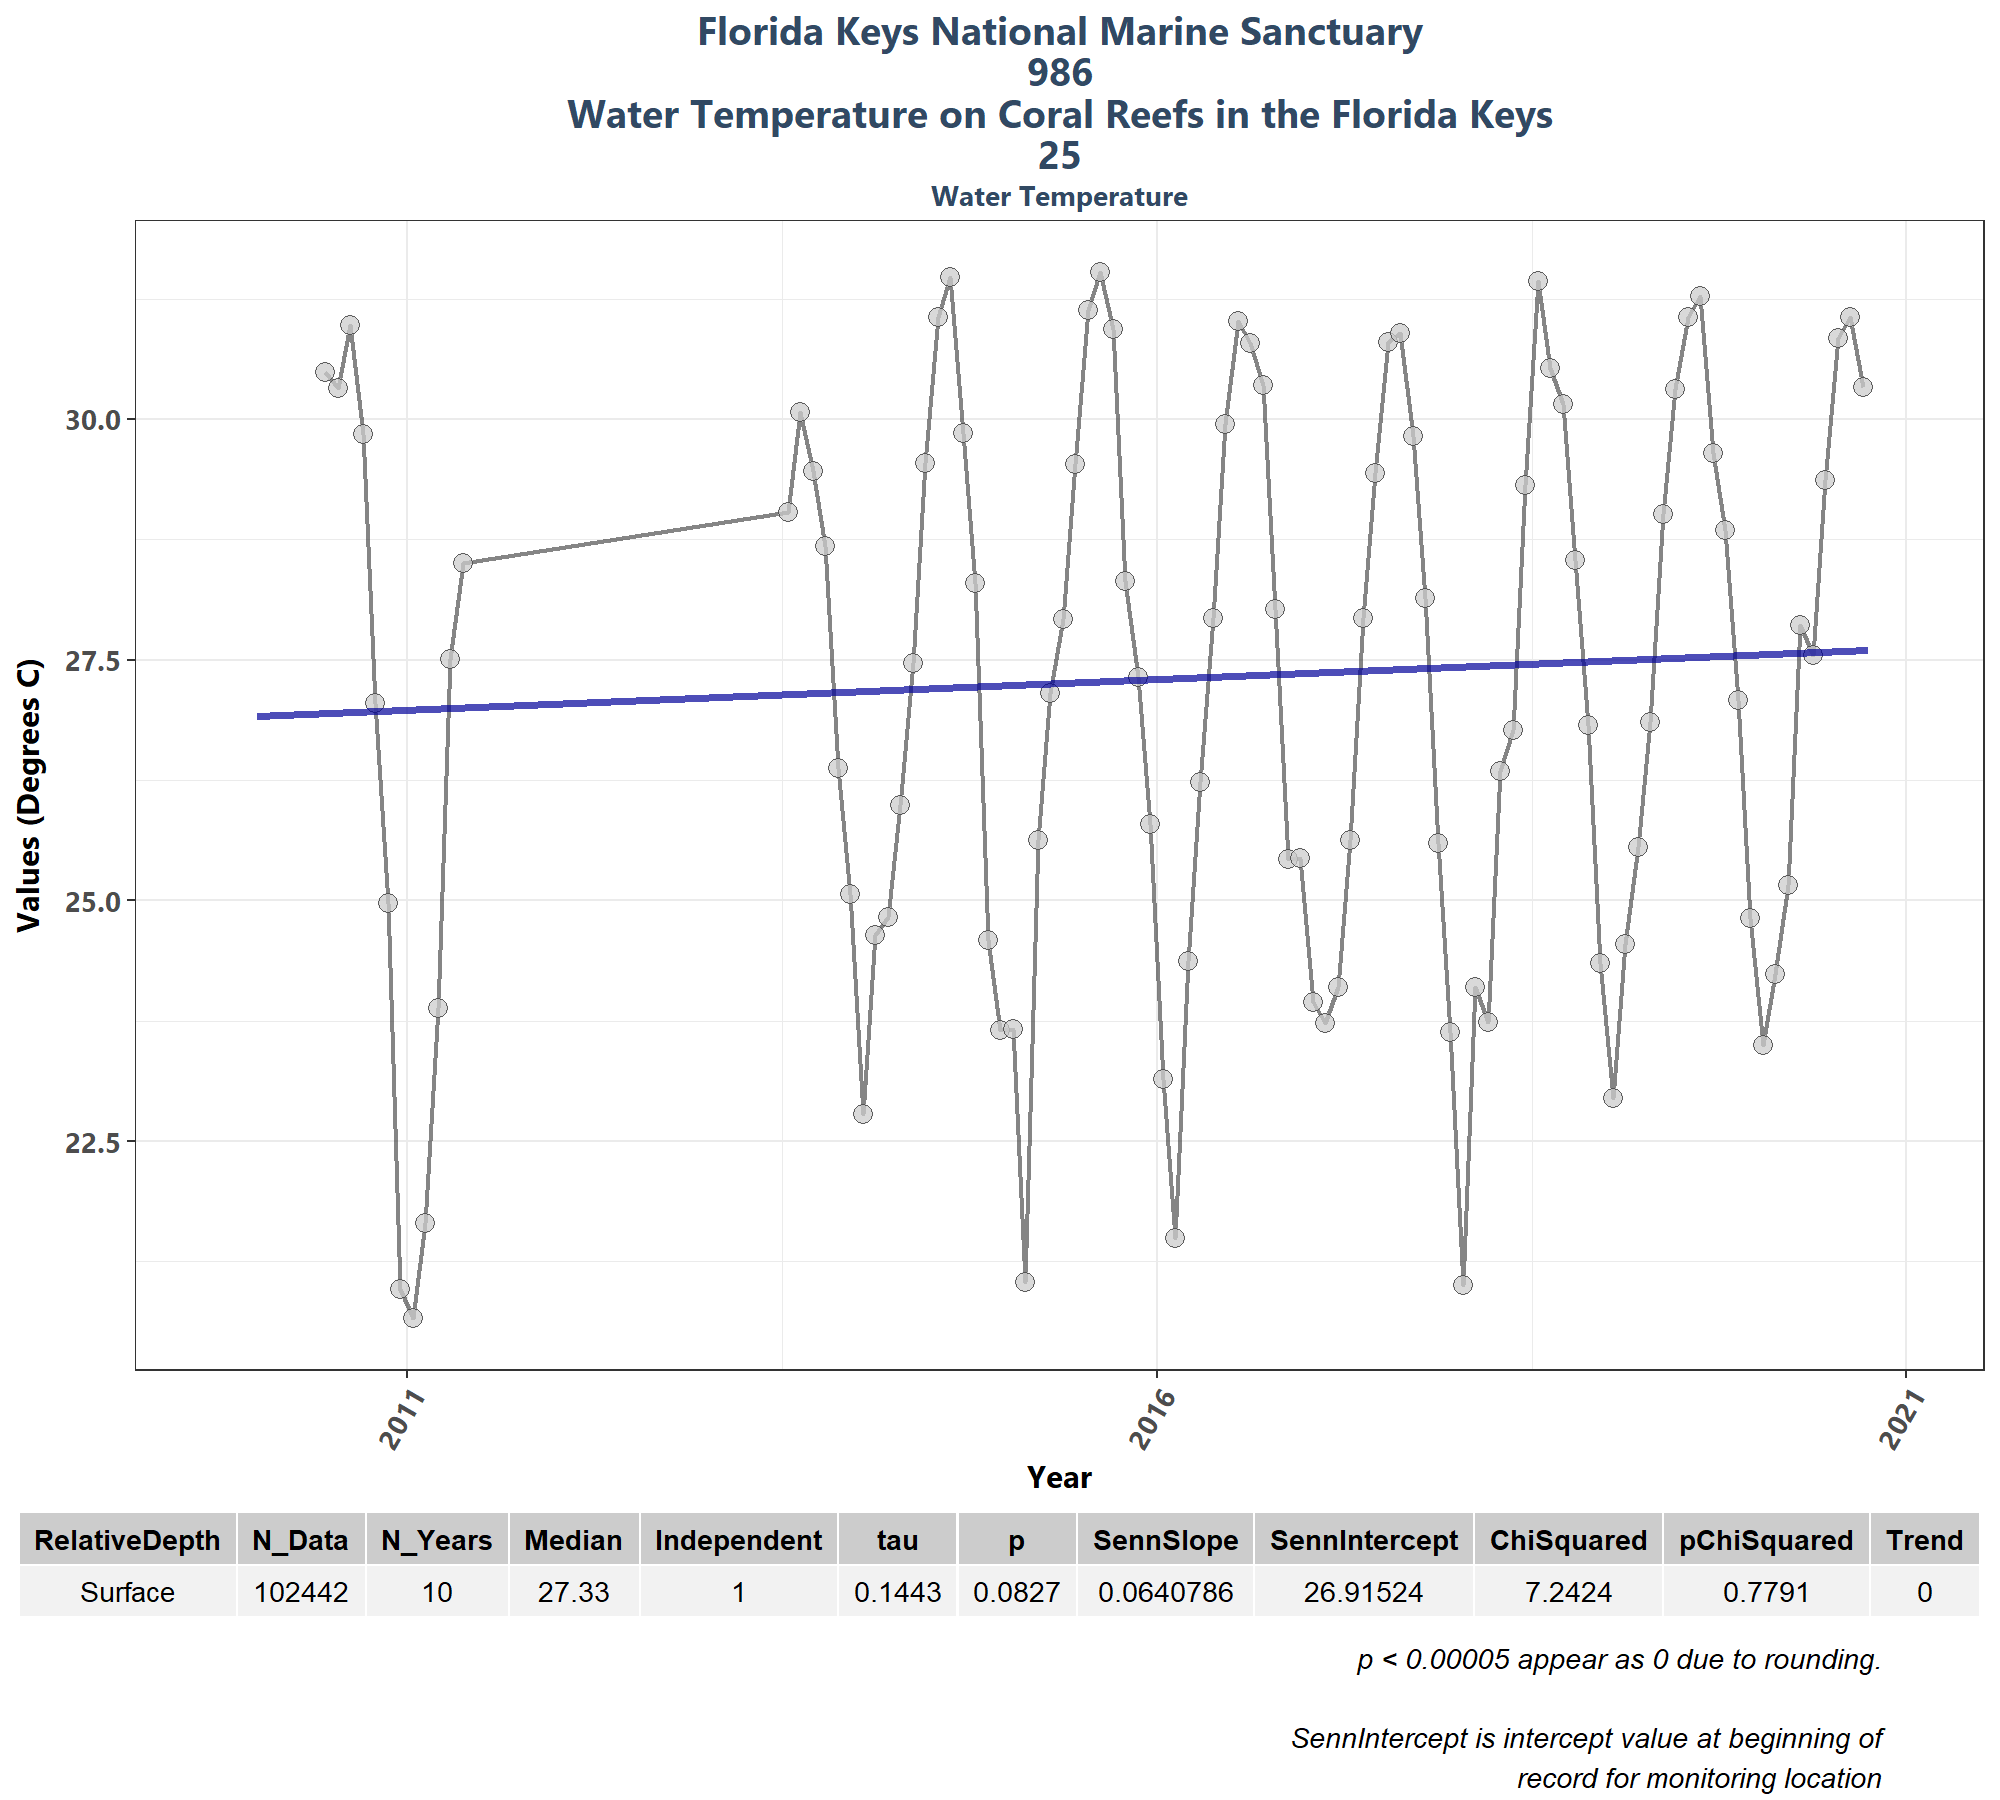 Florida Keys National Marine Sanctuary
986
Water Temperature on Coral Reefs in the Florida Keys
25
Water Temperature
Values (Degrees C)
30.0
27.5
25.0
22.5
2011
2016
2021
Year
RelativeDepth N_Data N_Years Median Independent tau p SennSlope SennIntercept ChiSquared pChiSquared Trend
Surface 102442 10 27.33 1 0.1443 0.0827 0.0640786 26.91524 7.2424 0.7791 0
p < 0.00005 appear as 0 due to rounding.
SennIntercept is intercept value at beginning of
record for monitoring location